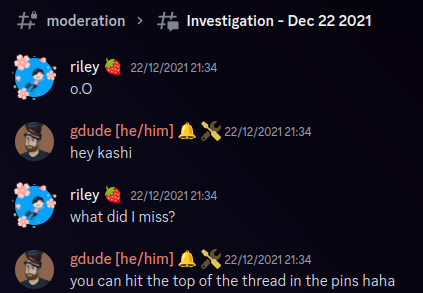 moderation › Investigation - Dec 22 2021
riley 🍓 22/12/2021 21:34
o.O
gdude [he/him] 🔔 🛠 22/12/2021 21:34
hey kashi
riley 🍓 22/12/2021 21:34
what did I miss?
gdude [he/him] 🔔 🛠 22/12/2021 21:34
you can hit the top of the thread in the pins haha